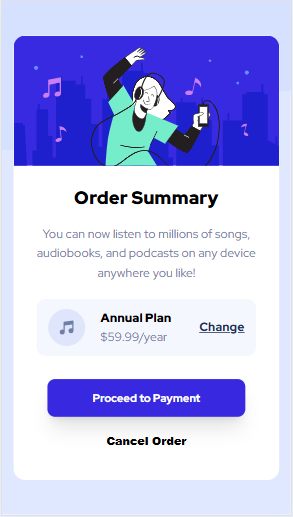 Order Summary
You can now listen to millions of songs,
audiobooks, and podcasts on any device
anywhere you like!
Annual Plan
$59.99/year
Change
Proceed to Payment
Cancel Order